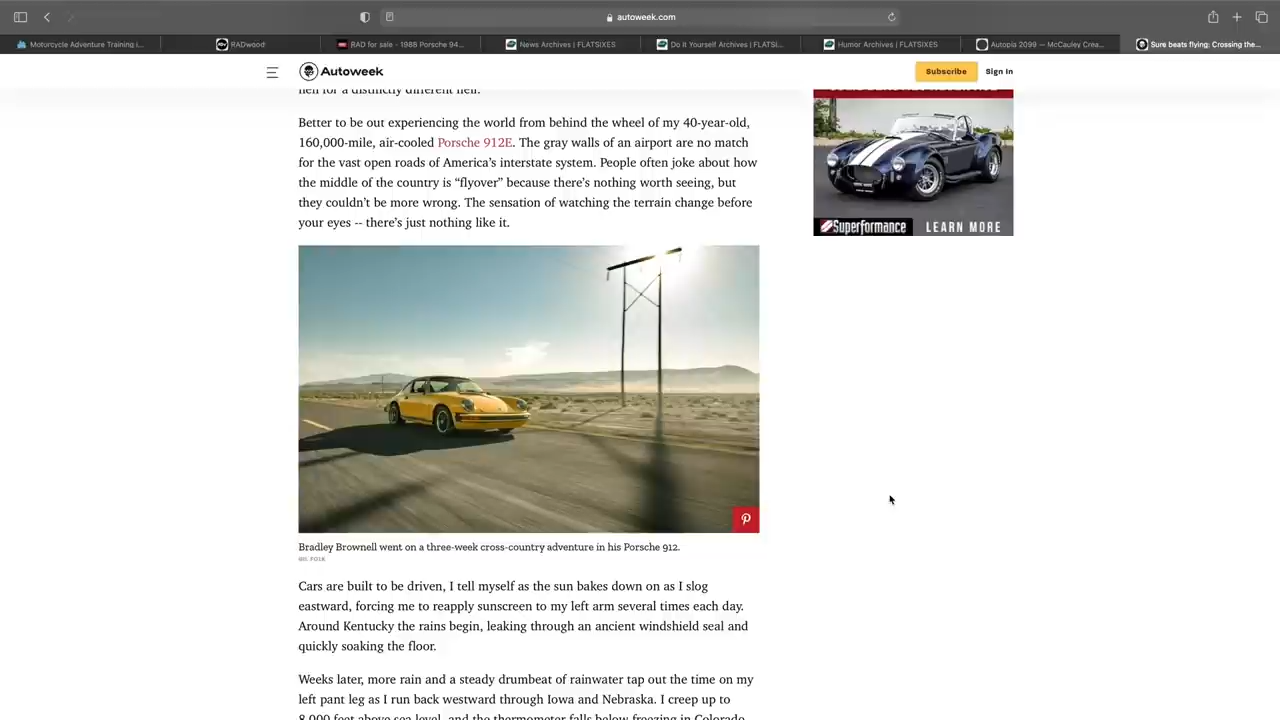 autoweek.com
Motorcycle Adventure Training i...
RADwood
RAD for sale - 1988 Porsche 94...
News Archives | FLATSIXES
Do It Yourself Archives | FLATSI...
Humor Archives | FLATSIXES
Autopia 2099 — McCauley Crea...
Sure beats flying: Crossing the...
Autoweek
Subscribe
Sign In
hell for a distinctly different hell.
Better to be out experiencing the world from behind the wheel of my 40-year-old,
160,000-mile, air-cooled Porsche 912E. The gray walls of an airport are no match
for the vast open roads of America’s interstate system. People often joke about how
the middle of the country is “flyover” because there’s nothing worth seeing, but
they couldn’t be more wrong. The sensation of watching the terrain change before
your eyes -- there’s just nothing like it.
Superformance
LEARN MORE
Bradley Brownell went on a three-week cross-country adventure in his Porsche 912.
Cars are built to be driven, I tell myself as the sun bakes down on as I slog
eastward, forcing me to reapply sunscreen to my left arm several times each day.
Around Kentucky the rains begin, leaking through an ancient windshield seal and
quickly soaking the floor.
Weeks later, more rain and a steady drumbeat of rainwater tap out the time on my
left pant leg as I run back westward through Iowa and Nebraska. I creep up to
8,000 feet above sea level, and the thermometer falls below freezing in Colorado.